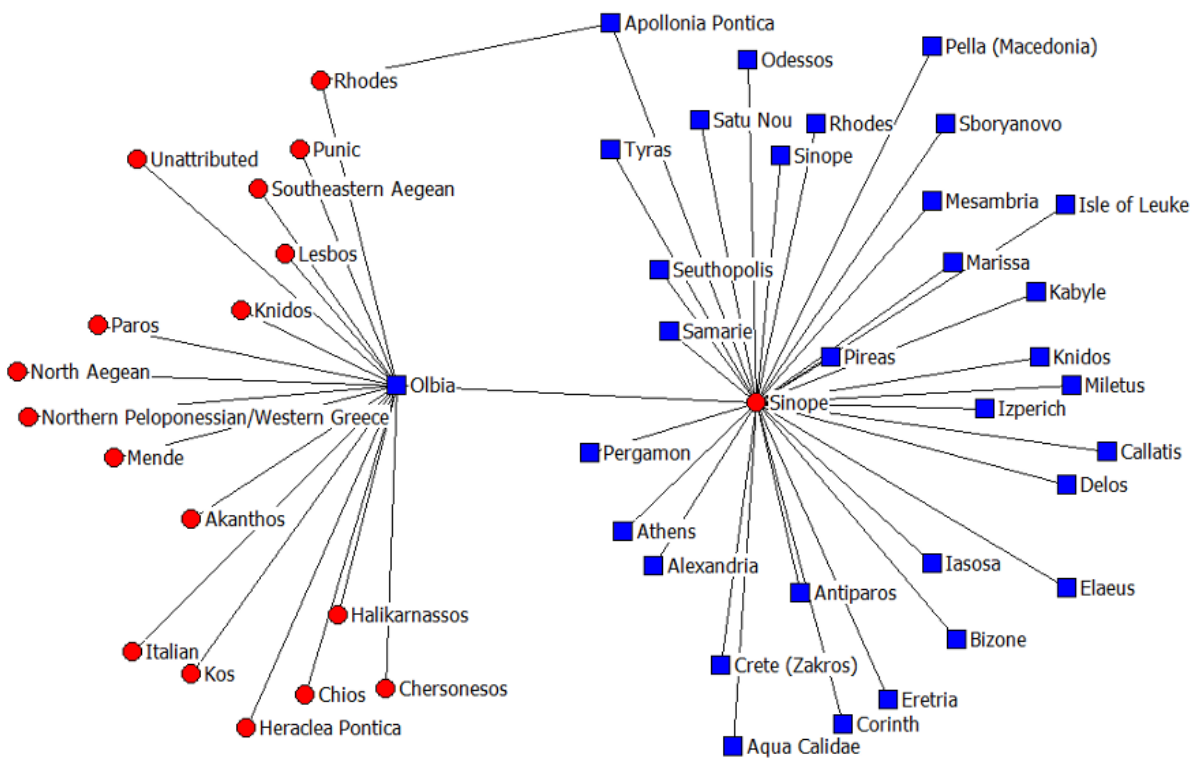 Apollonia Pontica
Pella (Macedonia)
Odessos
Rhodes
Satu Nou
Rhodes
Sboryanovo
Punic
Tyras
Sinope
Unattributed
Southeastern Aegean
Mesambria
Isle of Leuke
Lesbos
Seuthopolis
Marissa
Kabyle
Knidos
Paros
Samarie
Pireas
Knidos
North Aegean
Olbia
Miletus
Sinope
Izperich
Northern Peloponessian/Western Greece
Mende
Pergamon
Callatis
Delos
Akanthos
Athens
Alexandria
Iasosa
Elaeus
Antiparos
Halikarnassos
Bizone
Italian
Crete (Zakros)
Kos
Chios
Chersonesos
Eretria
Heraclea Pontica
Corinth
Aqua Calidae